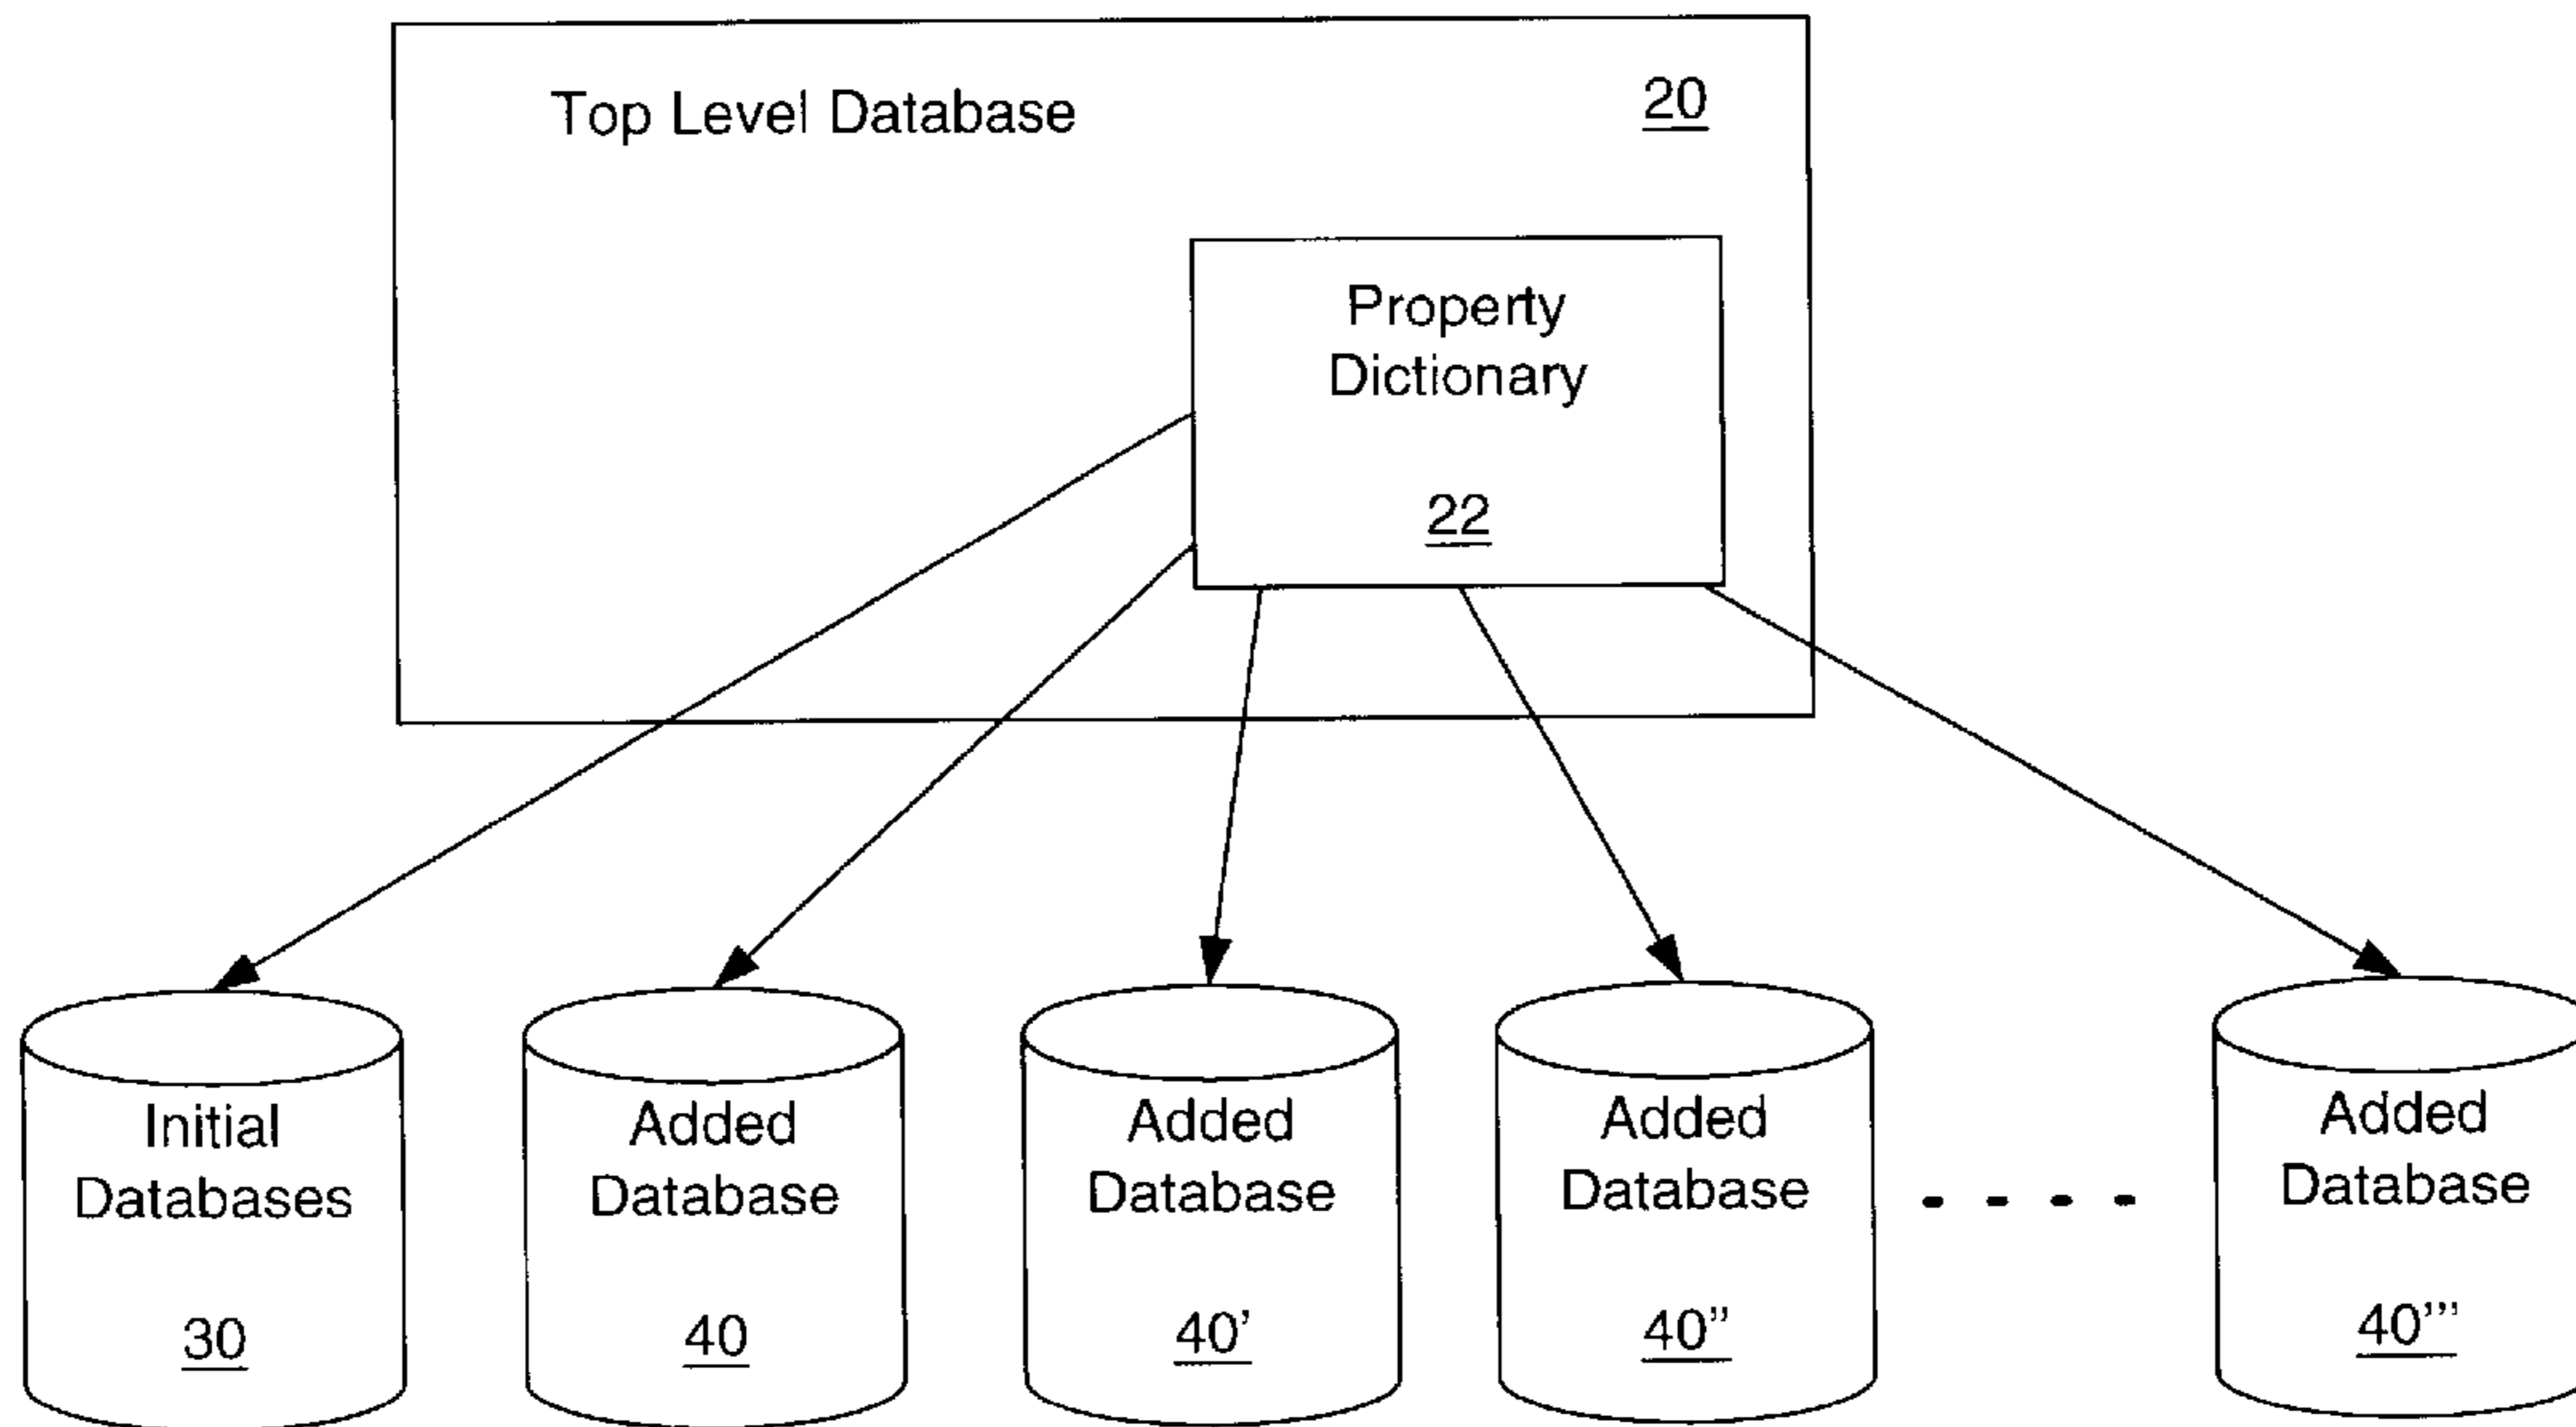 Top Level Database
20
Property
Dictionary
22
Initial
Databases
30
Added
Database
40
Added
Database
40'
Added
Database
40”
Added
Database
40”'